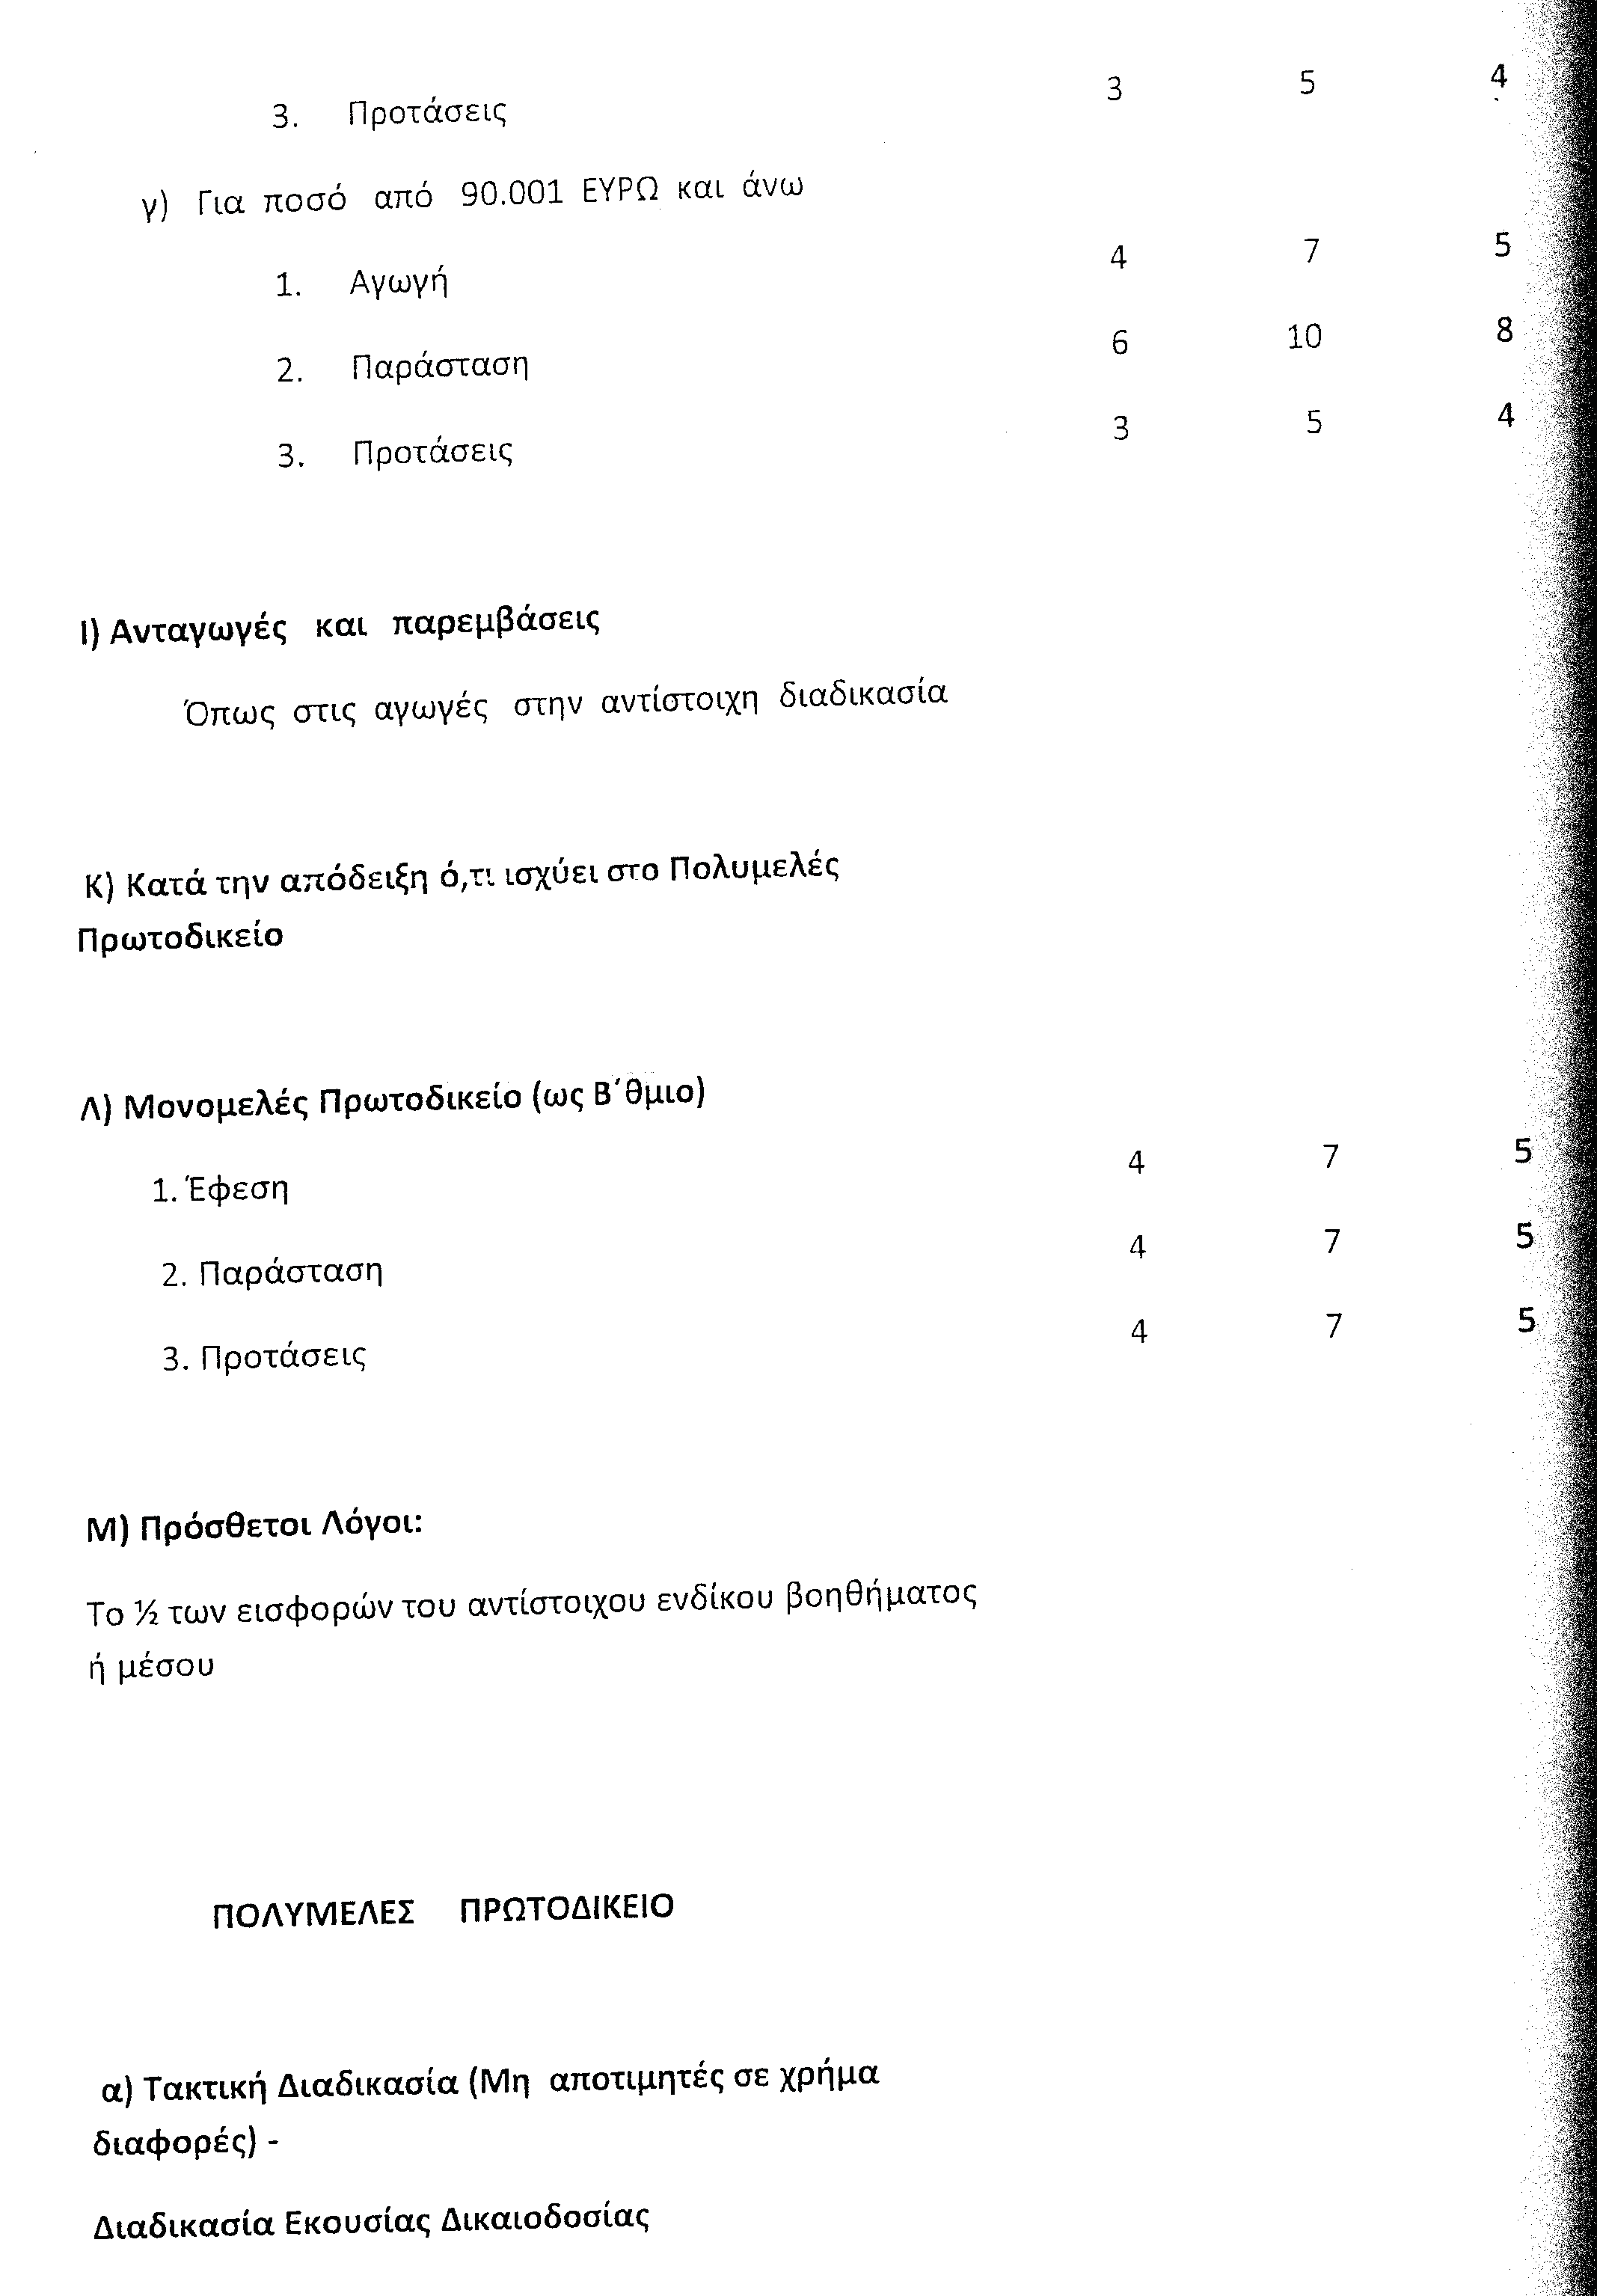 3. Προτάσεις 3 5 4
γ) Για ποσό από 90.001 ΕΥΡΩ και άνω
1. Αγωγή 4 7 5
2. Παράσταση 6 10 8
3. Προτάσεις 3 5 4
Ι) Ανταγωγές και παρεμβάσεις
Όπως στις αγωγές στην αντίστοιχη διαδικασία
Κ) Κατά την απόδειξη ό,τι ισχύει στο Πολυμελές
Πρωτοδικείο
Λ) Μονομελές Πρωτοδικείο (ως Β΄θμιο)
1. Έφεση 4 7 5
2. Παράσταση 4 7 5
3. Προτάσεις 4 7 5
Μ) Πρόσθετοι Λόγοι:
Το ½ των εισφορών του αντίστοιχου ενδίκου βοηθήματος
ή μέσου
ΠΟΛΥΜΕΛΕΣ ΠΡΩΤΟΔΙΚΕΙΟ
α) Τακτική Διαδικασία (Μη αποτιμητές σε χρήμα
διαφορές) -
Διαδικασία Εκουσίας Δικαιοδοσίας